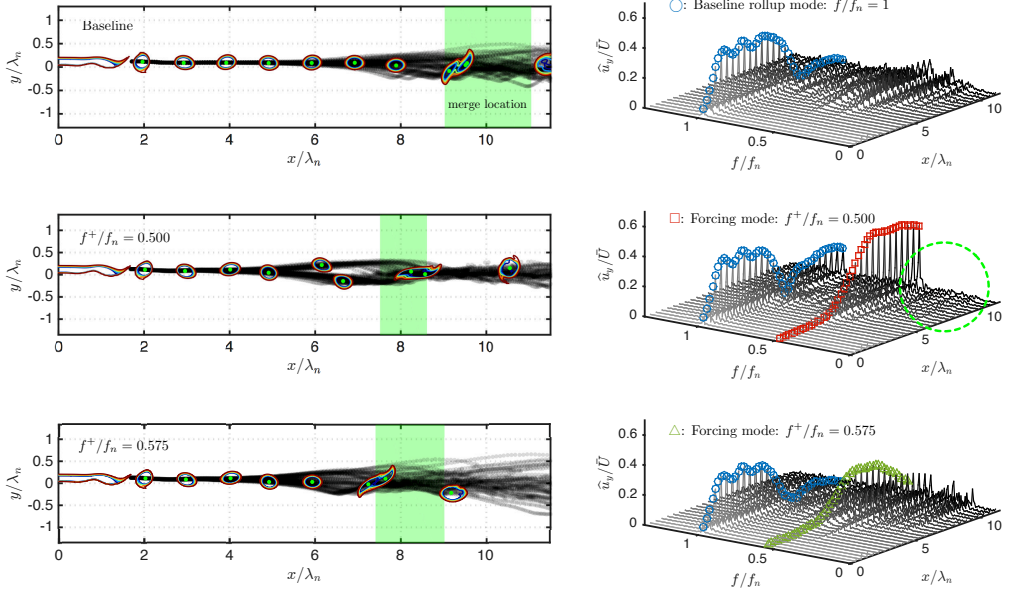 Baseline
merge location
1
0.5
0
-0.5
-1
y/λₙ
0 2 4 6 8 10
x/λₙ
○: Baseline rollup mode: f/fₙ = 1
0.6
0.4
0.2
0
û_y/Ū
1 0.5 0
f/fₙ
0 5 10
x/λₙ
f⁺/fₙ = 0.500
1
0.5
0
-0.5
-1
y/λₙ
0 2 4 6 8 10
x/λₙ
□: Forcing mode: f⁺/fₙ = 0.500
0.6
0.4
0.2
0
û_y/Ū
1 0.5 0
f/fₙ
0 5 10
x/λₙ
f⁺/fₙ = 0.575
1
0.5
0
-0.5
-1
y/λₙ
0 2 4 6 8 10
x/λₙ
△: Forcing mode: f⁺/fₙ = 0.575
0.6
0.4
0.2
0
û_y/Ū
1 0.5 0
f/fₙ
0 5 10
x/λₙ